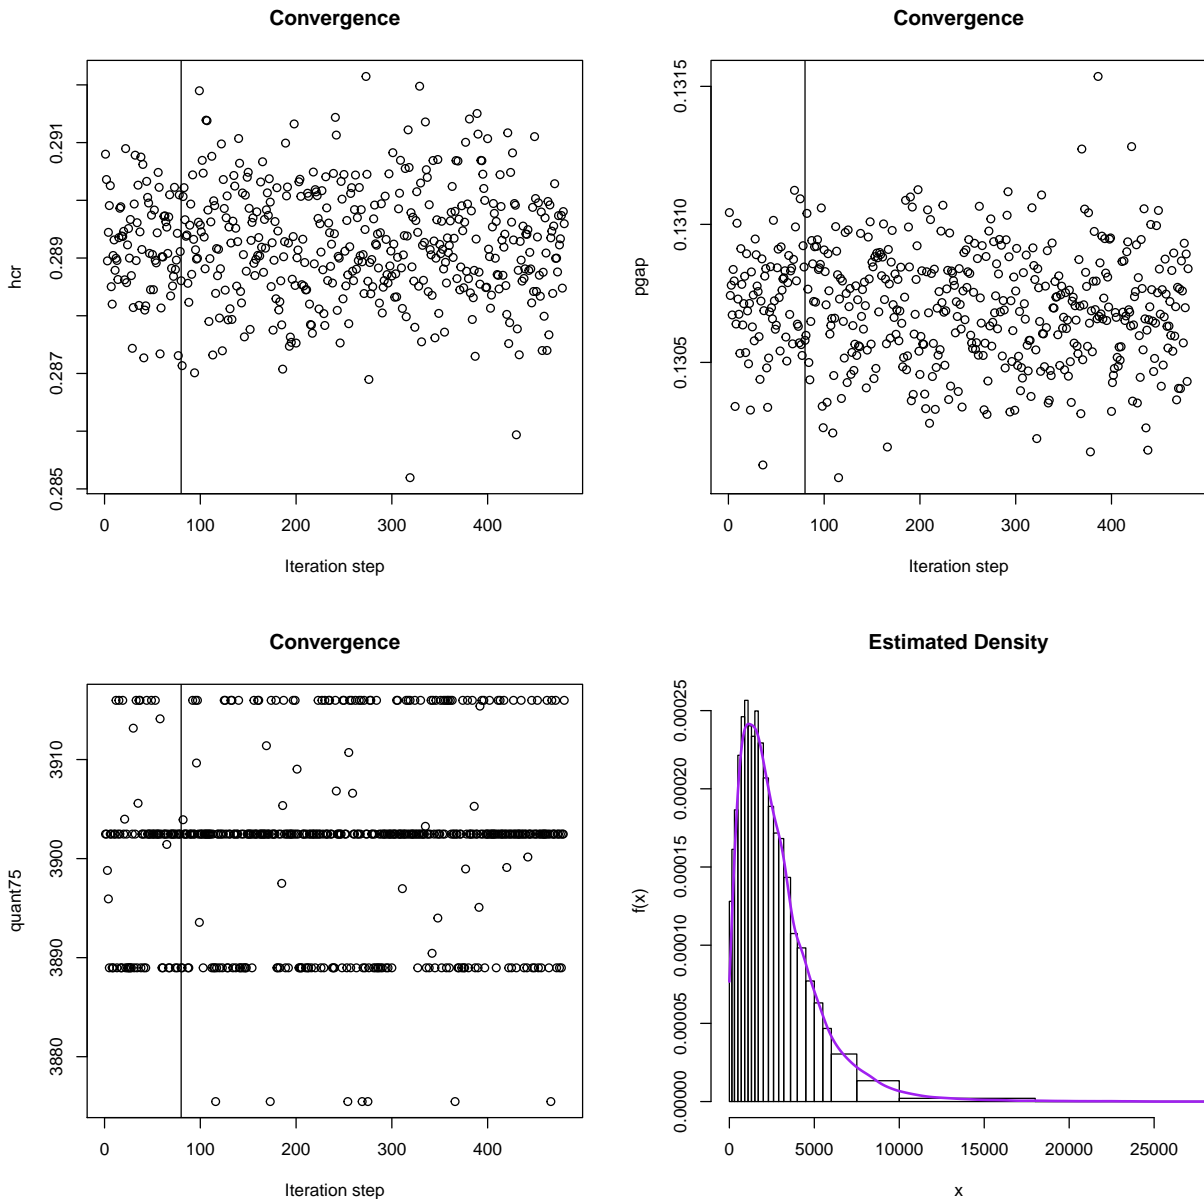 Convergence
hcr
0.285
0.287
0.289
0.291
0 100 200 300 400
Iteration step
Convergence
pgap
0.1305
0.1310
0.1315
0 100 200 300 400
Iteration step
Convergence
quant75
3880
3890
3900
3910
0 100 200 300 400
Iteration step
Estimated Density
f(x)
0.00000
0.00005
0.00010
0.00015
0.00020
0.00025
0 5000 10000 15000 20000 25000
x